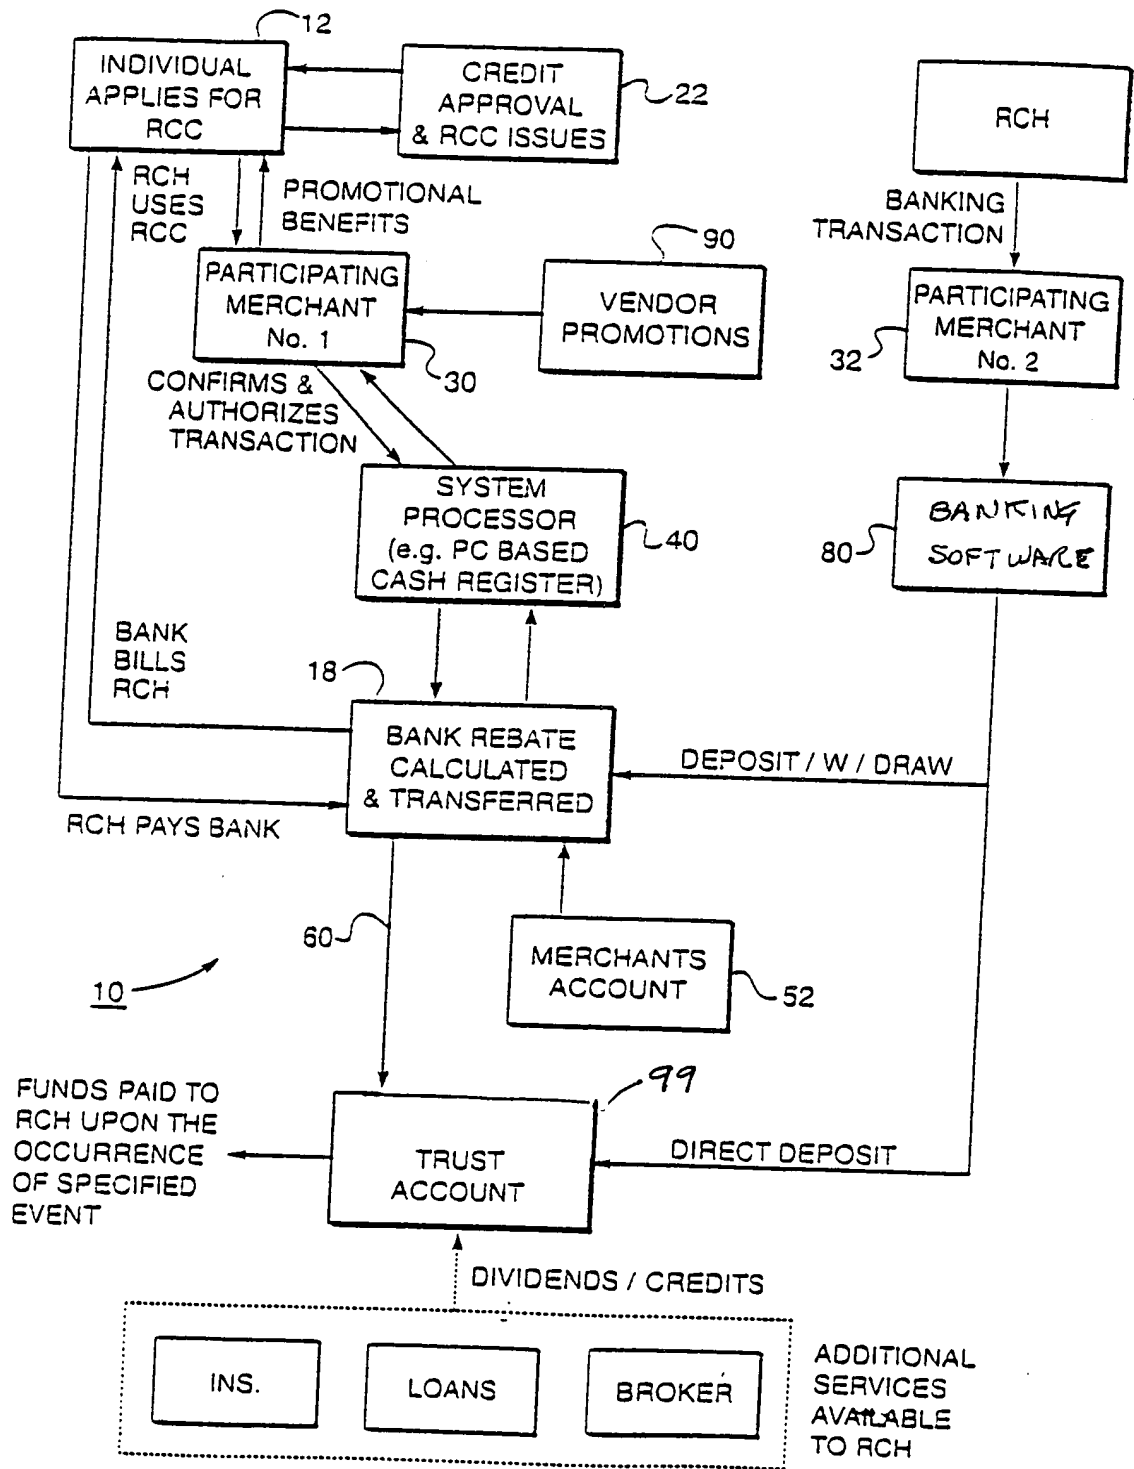 12
INDIVIDUAL
APPLIES FOR
RCC
CREDIT
APPROVAL
& RCC ISSUES
22
RCH
RCH
USES
RCC
PROMOTIONAL
BENEFITS
BANKING
TRANSACTION
90
PARTICIPATING
MERCHANT
No. 1
30
VENDOR
PROMOTIONS
PARTICIPATING
MERCHANT
No. 2
32
CONFIRMS &
AUTHORIZES
TRANSACTION
SYSTEM
PROCESSOR
(e.g. PC BASED
CASH REGISTER)
40
BANKING
SOFTWARE
80
BANK
BILLS
RCH
18
BANK REBATE
CALCULATED
& TRANSFERRED
DEPOSIT / W / DRAW
RCH PAYS BANK
60
MERCHANTS
ACCOUNT
52
10
99
FUNDS PAID TO
RCH UPON THE
OCCURRENCE
OF SPECIFIED
EVENT
TRUST
ACCOUNT
DIRECT DEPOSIT
DIVIDENDS / CREDITS
INS.
LOANS
BROKER
ADDITIONAL
SERVICES
AVAILABLE
TO RCH